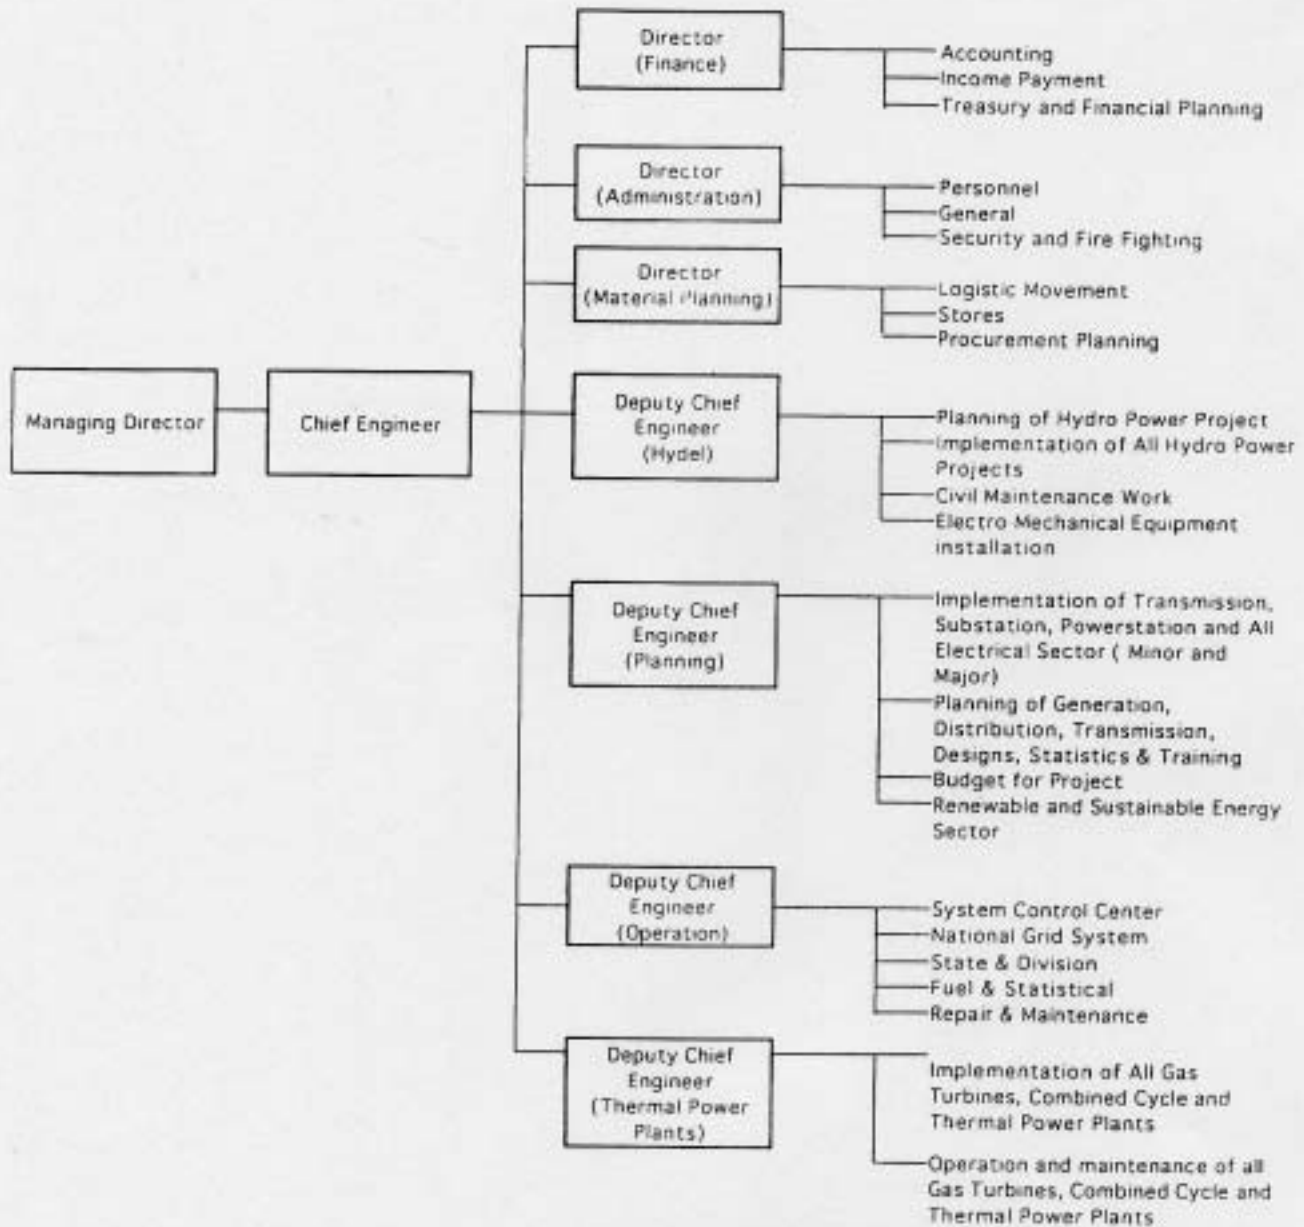 Director
(Finance)
Accounting
Income Payment
Treasury and Financial Planning
Director
(Administration)
Personnel
General
Security and Fire Fighting
Director
(Material Planning)
Logistic Movement
Stores
Procurement Planning
Managing Director
Chief Engineer
Deputy Chief
Engineer
(Hydel)
Planning of Hydro Power Project
Implementation of All Hydro Power
Projects
Civil Maintenance Work
Electro Mechanical Equipment
installation
Deputy Chief
Engineer
(Planning)
Implementation of Transmission,
Substation, Powerstation and All
Electrical Sector ( Minor and
Major)
Planning of Generation,
Distribution, Transmission,
Designs, Statistics & Training
Budget for Project
Renewable and Sustainable Energy
Sector
Deputy Chief
Engineer
(Operation)
System Control Center
National Grid System
State & Division
Fuel & Statistical
Repair & Maintenance
Deputy Chief
Engineer
(Thermal Power
Plants)
Implementation of All Gas
Turbines, Combined Cycle and
Thermal Power Plants
Operation and maintenance of all
Gas Turbines, Combined Cycle and
Thermal Power Plants